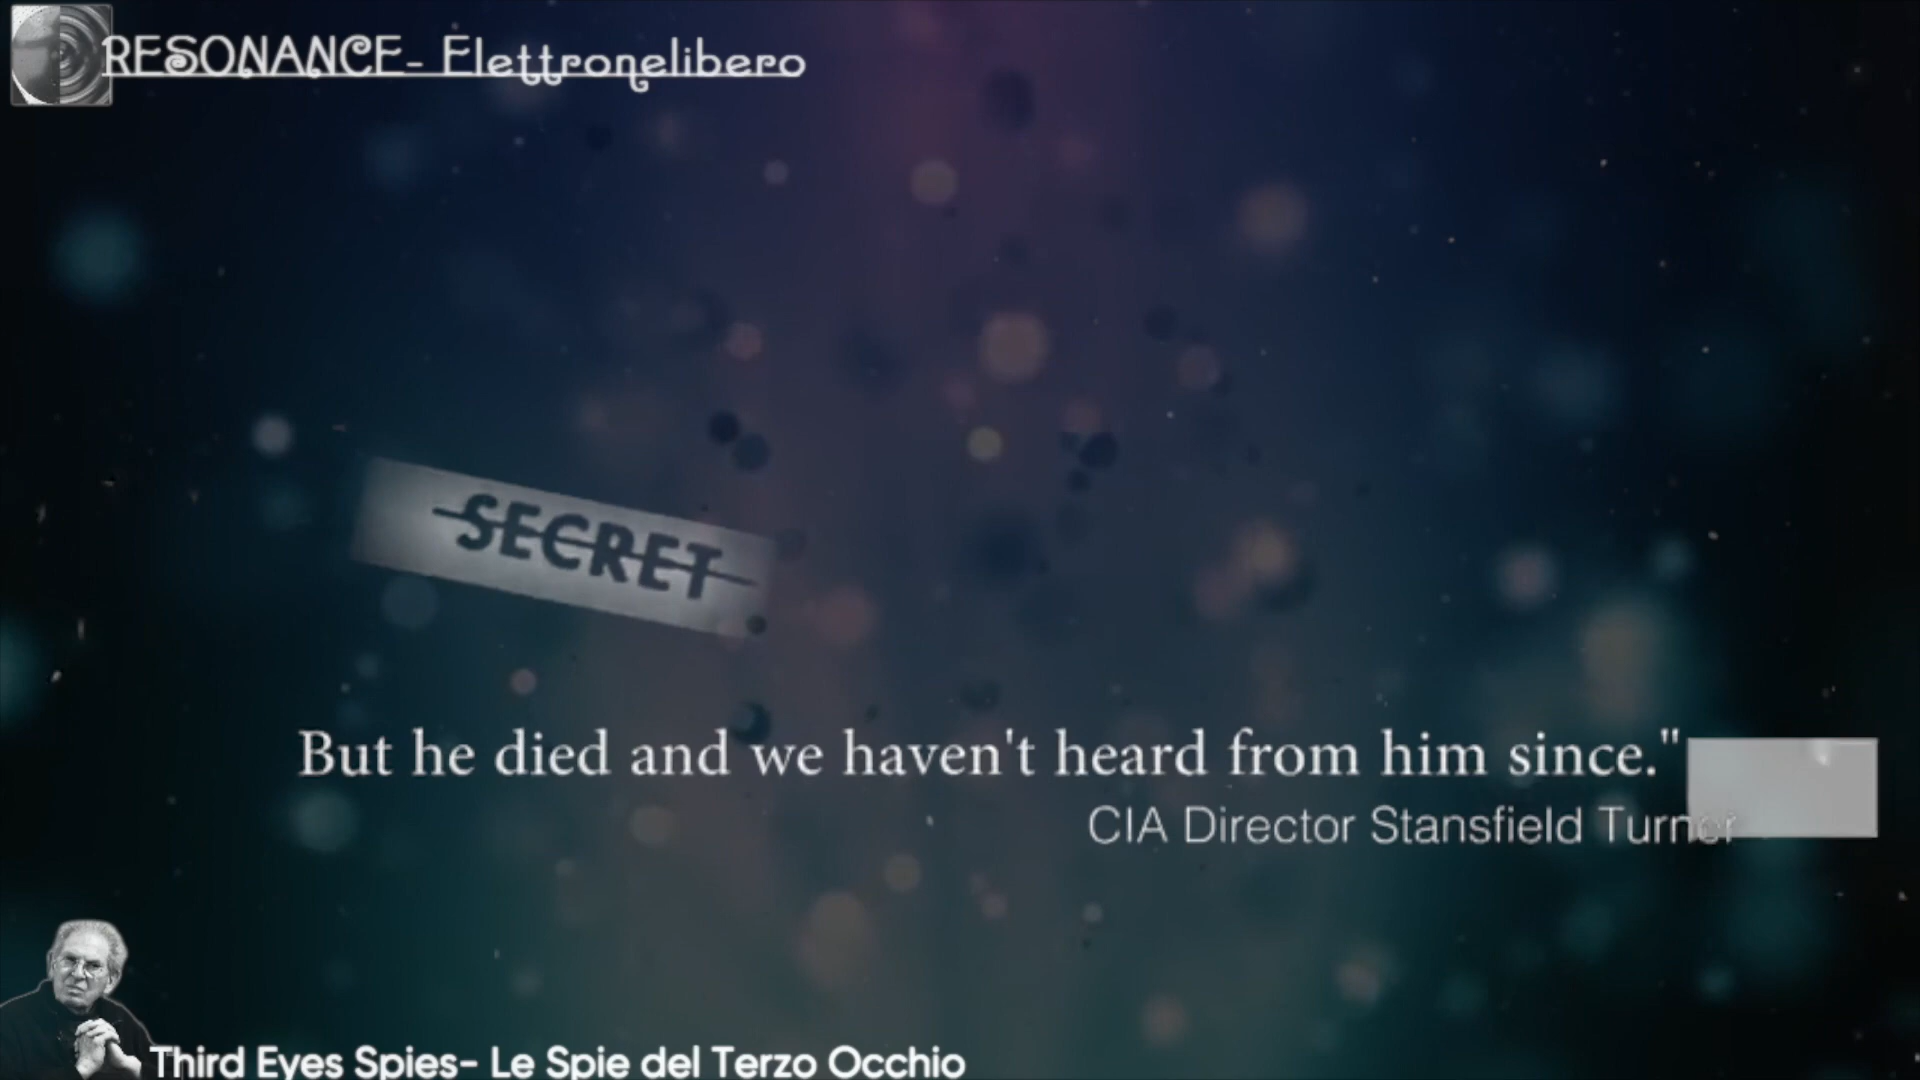 RESONANCE- Elettronelibero
SECRET
But he died and we haven't heard from him since."
CIA Director Stansfield Turner
Third Eyes Spies- Le Spie del Terzo Occhio